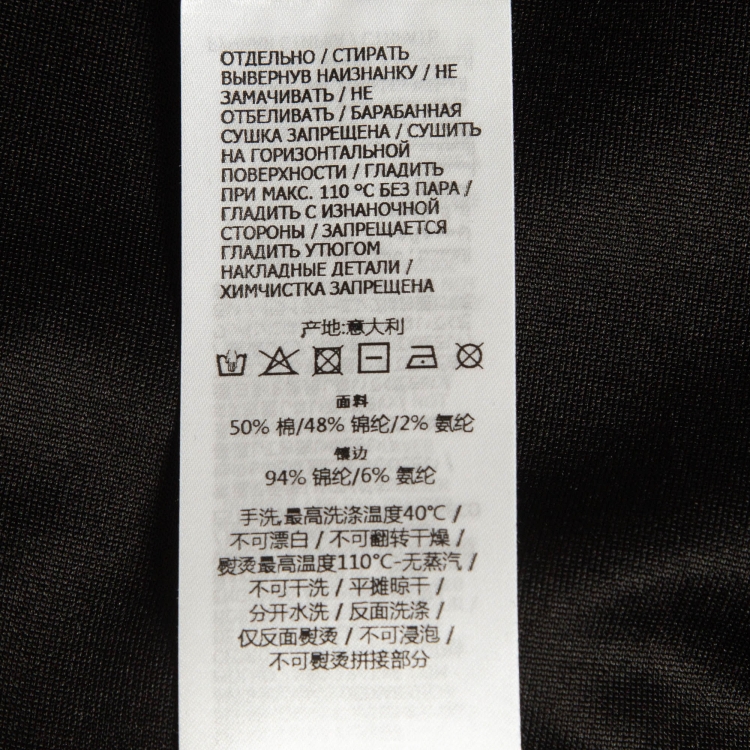 ОТДЕЛЬНО / СТИРАТЬ
ВЫВЕРНУВ НАИЗНАНКУ / НЕ
ЗАМАЧИВАТЬ / НЕ
ОТБЕЛИВАТЬ / БАРАБАННАЯ
СУШКА ЗАПРЕЩЕНА / СУШИТЬ
НА ГОРИЗОНТАЛЬНОЙ
ПОВЕРХНОСТИ / ГЛАДИТЬ
ПРИ МАКС. 110 °C БЕЗ ПАРА /
ГЛАДИТЬ С ИЗНАНОЧНОЙ
СТОРОНЫ / ЗАПРЕЩАЕТСЯ
ГЛАДИТЬ УТЮГОМ
НАКЛАДНЫЕ ДЕТАЛИ /
ХИМЧИСТКА ЗАПРЕЩЕНА
产地:意大利
面料
50% 棉/48% 锦纶/2% 氨纶
镶边
94% 锦纶/6% 氨纶
手洗,最高洗涤温度40°C /
不可漂白 / 不可翻转干燥 /
熨烫最高温度110°C-无蒸汽 /
不可干洗 / 平摊晾干 /
分开水洗 / 反面洗涤 /
仅反面熨烫 / 不可浸泡 /
不可熨烫拼接部分